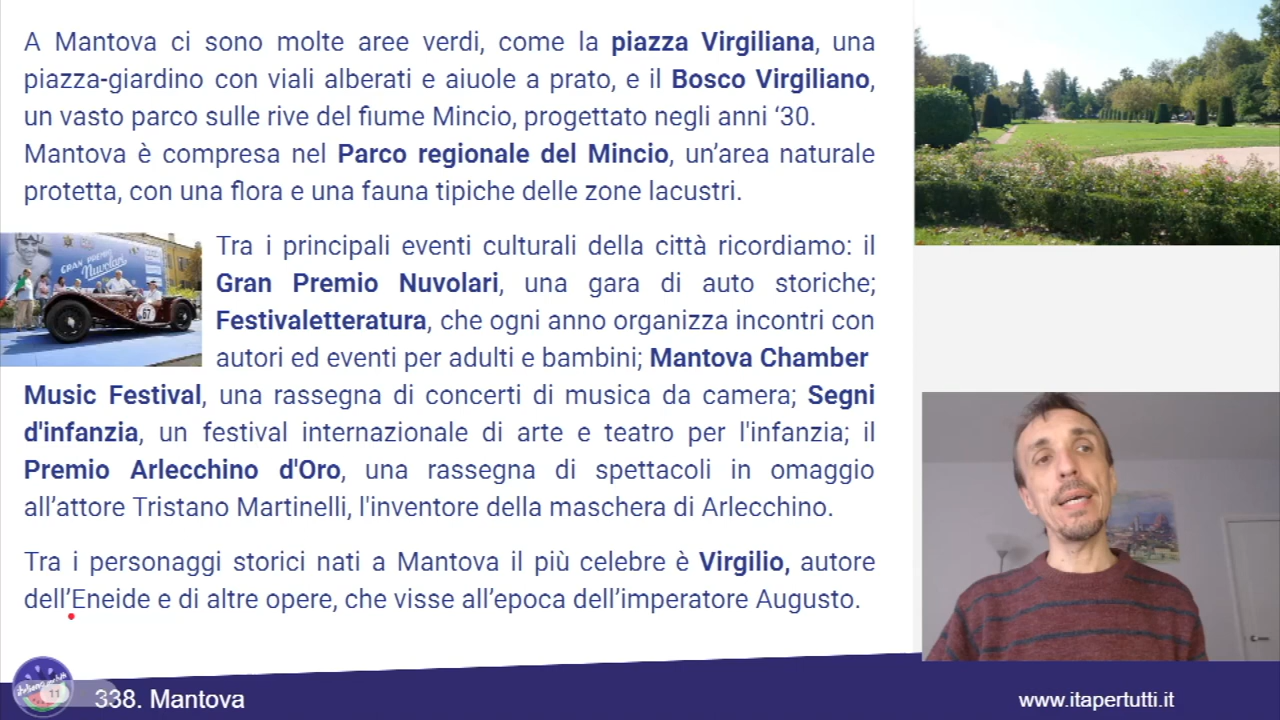 A Mantova ci sono molte aree verdi, come la piazza Virgiliana, una
piazza-giardino con viali alberati e aiuole a prato, e il Bosco Virgiliano,
un vasto parco sulle rive del fiume Mincio, progettato negli anni ‘30.
Mantova è compresa nel Parco regionale del Mincio, un’area naturale
protetta, con una flora e una fauna tipiche delle zone lacustri.
Tra i principali eventi culturali della città ricordiamo: il
Gran Premio Nuvolari, una gara di auto storiche;
Festivaletteratura, che ogni anno organizza incontri con
autori ed eventi per adulti e bambini; Mantova Chamber
Music Festival, una rassegna di concerti di musica da camera; Segni
d'infanzia, un festival internazionale di arte e teatro per l'infanzia; il
Premio Arlecchino d'Oro, una rassegna di spettacoli in omaggio
all’attore Tristano Martinelli, l'inventore della maschera di Arlecchino.
GRAN PREMIO
Nuvolari
67
Tra i personaggi storici nati a Mantova il più celebre è Virgilio, autore
dell’Eneide e di altre opere, che visse all’epoca dell’imperatore Augusto.
11
338. Mantova
www.itapertutti.it